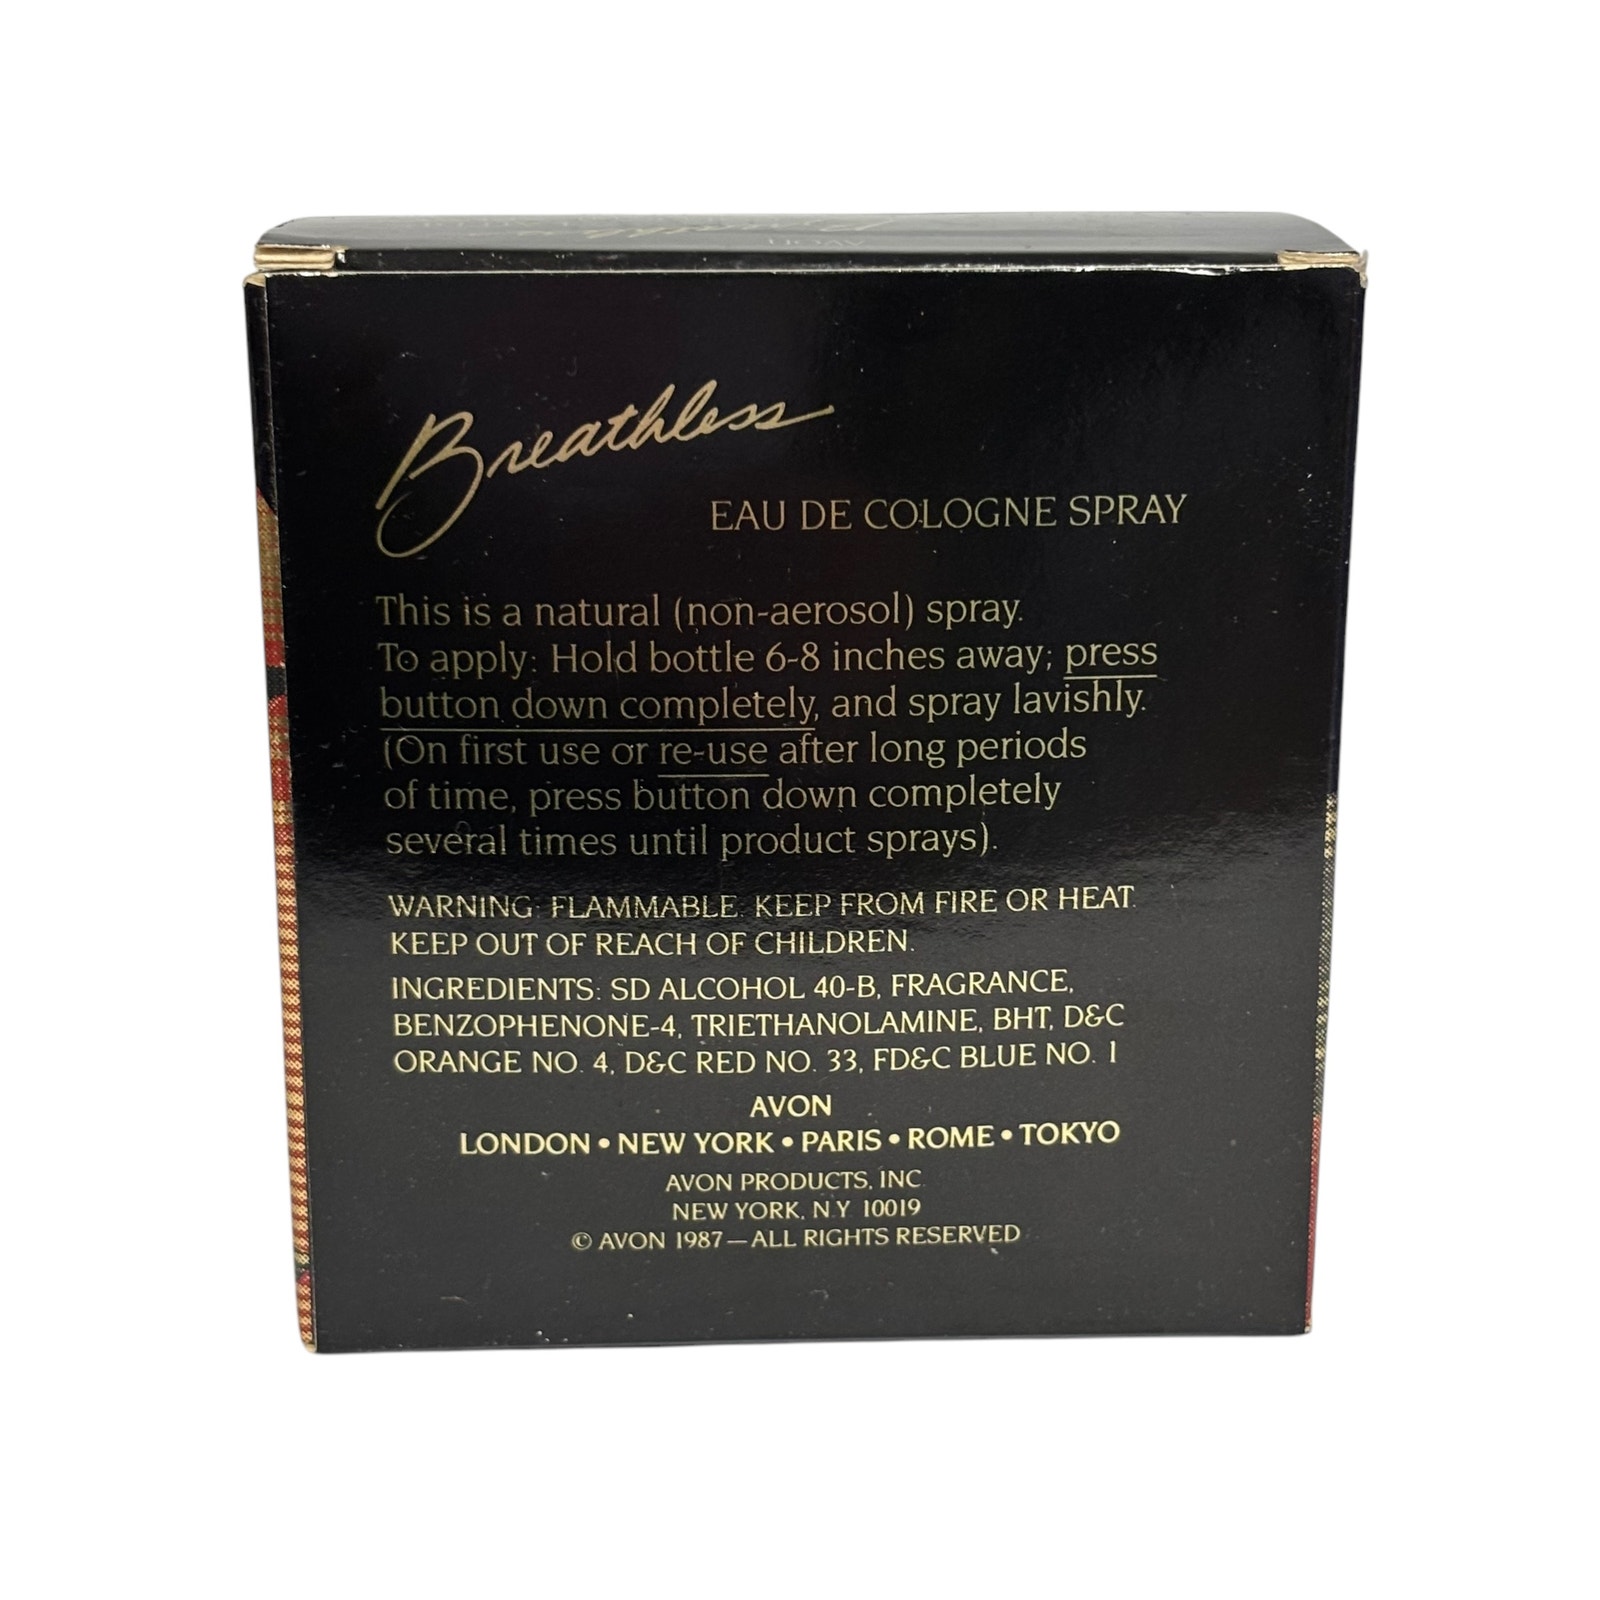 AVON
Breathless
Breathless
EAU DE COLOGNE SPRAY
This is a natural (non-aerosol) spray.
To apply: Hold bottle 6-8 inches away; press
button down completely, and spray lavishly.
(On first use or re-use after long periods
of time, press button down completely
several times until product sprays).
WARNING: FLAMMABLE. KEEP FROM FIRE OR HEAT.
KEEP OUT OF REACH OF CHILDREN.
INGREDIENTS: SD ALCOHOL 40-B, FRAGRANCE,
BENZOPHENONE-4, TRIETHANOLAMINE, BHT, D&C
ORANGE NO. 4, D&C RED NO. 33, FD&C BLUE NO. 1
AVON
LONDON • NEW YORK • PARIS • ROME • TOKYO
AVON PRODUCTS, INC.
NEW YORK, N.Y. 10019
© AVON 1987—ALL RIGHTS RESERVED